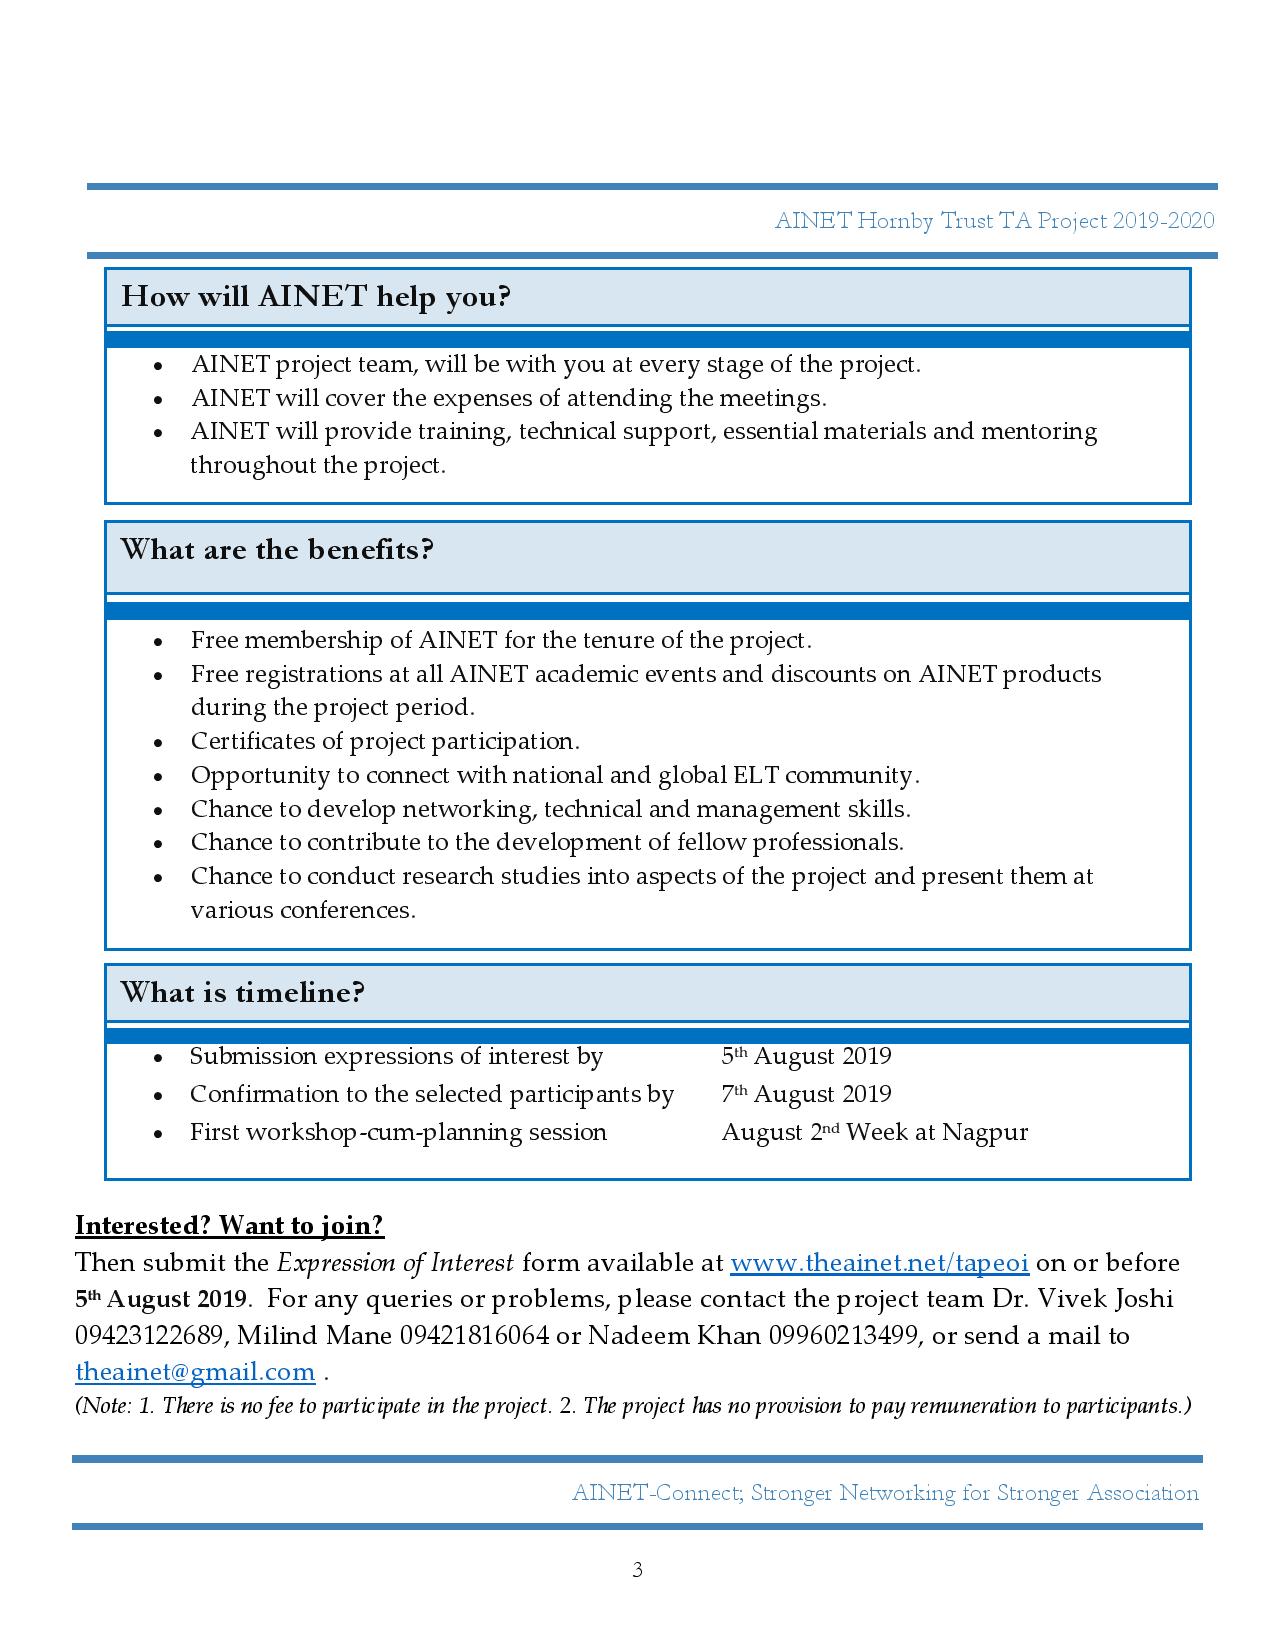 AINET Hornby Trust TA Project 2019-2020
How will AINET help you?
• AINET project team, will be with you at every stage of the project.
• AINET will cover the expenses of attending the meetings.
• AINET will provide training, technical support, essential materials and mentoring
throughout the project.
What are the benefits?
• Free membership of AINET for the tenure of the project.
• Free registrations at all AINET academic events and discounts on AINET products
during the project period.
• Certificates of project participation.
• Opportunity to connect with national and global ELT community.
• Chance to develop networking, technical and management skills.
• Chance to contribute to the development of fellow professionals.
• Chance to conduct research studies into aspects of the project and present them at
various conferences.
What is timeline?
• Submission expressions of interest by 5th August 2019
• Confirmation to the selected participants by 7th August 2019
• First workshop-cum-planning session August 2nd Week at Nagpur
Interested? Want to join?
Then submit the Expression of Interest form available at www.theainet.net/tapeoi on or before
5th August 2019. For any queries or problems, please contact the project team Dr. Vivek Joshi
09423122689, Milind Mane 09421816064 or Nadeem Khan 09960213499, or send a mail to
theainet@gmail.com .
(Note: 1. There is no fee to participate in the project. 2. The project has no provision to pay remuneration to participants.)
AINET-Connect; Stronger Networking for Stronger Association
3